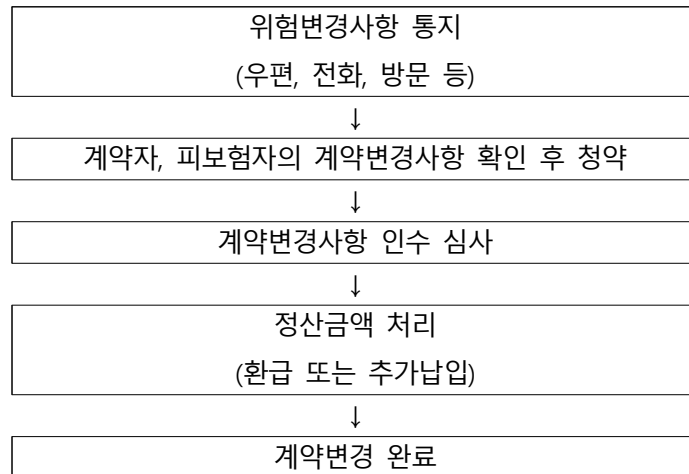 위험변경사항 통지
(우편, 전화, 방문 등)
↓
계약자, 피보험자의 계약변경사항 확인 후 청약
↓
계약변경사항 인수 심사
↓
정산금액 처리
(환급 또는 추가납입)
↓
계약변경 완료